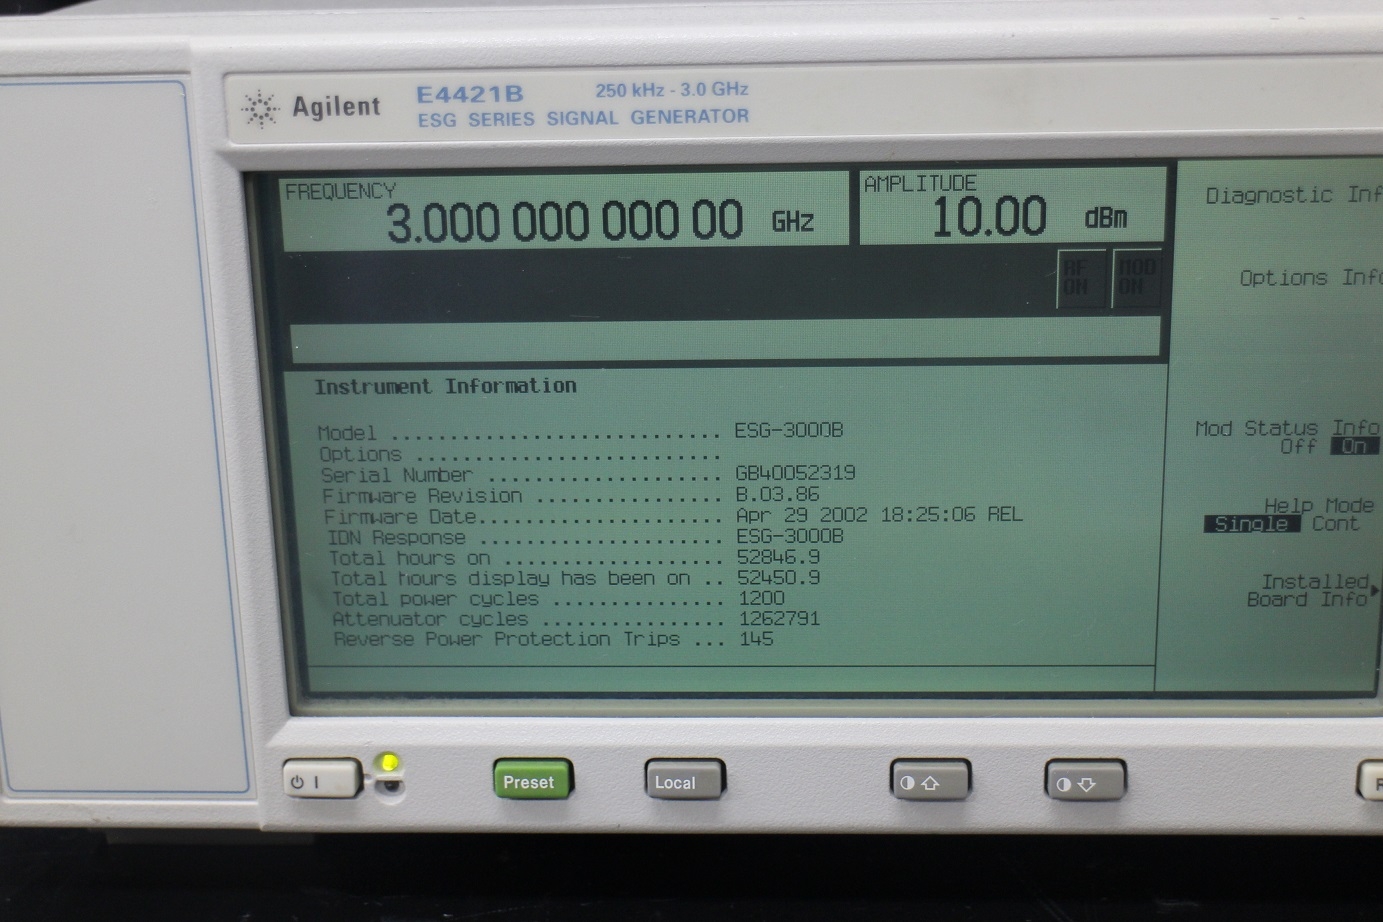 Agilent E4421B 250 kHz - 3.0 GHz
ESG SERIES SIGNAL GENERATOR
FREQUENCY
3.000 000 000 00 GHz
AMPLITUDE
10.00 dBm
RF
ON
MOD
ON
Instrument Information
Model ............................ ESG-3000B
Options ..........................
Serial Number ..................... GB40052319
Firmware Revision ................ B.03.86
Firmware Date..................... Apr 29 2002 18:25:06 REL
IDN Response ..................... ESG-3000B
Total hours on ................... 52846.9
Total hours display has been on .. 52450.9
Total power cycles ............... 1200
Attenuator cycles ................ 1262791
Reverse Power Protection Trips ... 145
Diagnostic Inf
Options Inf
Mod Status Info
Off On
Help Mode
Single Cont
Installed
Board Info
Preset
Local